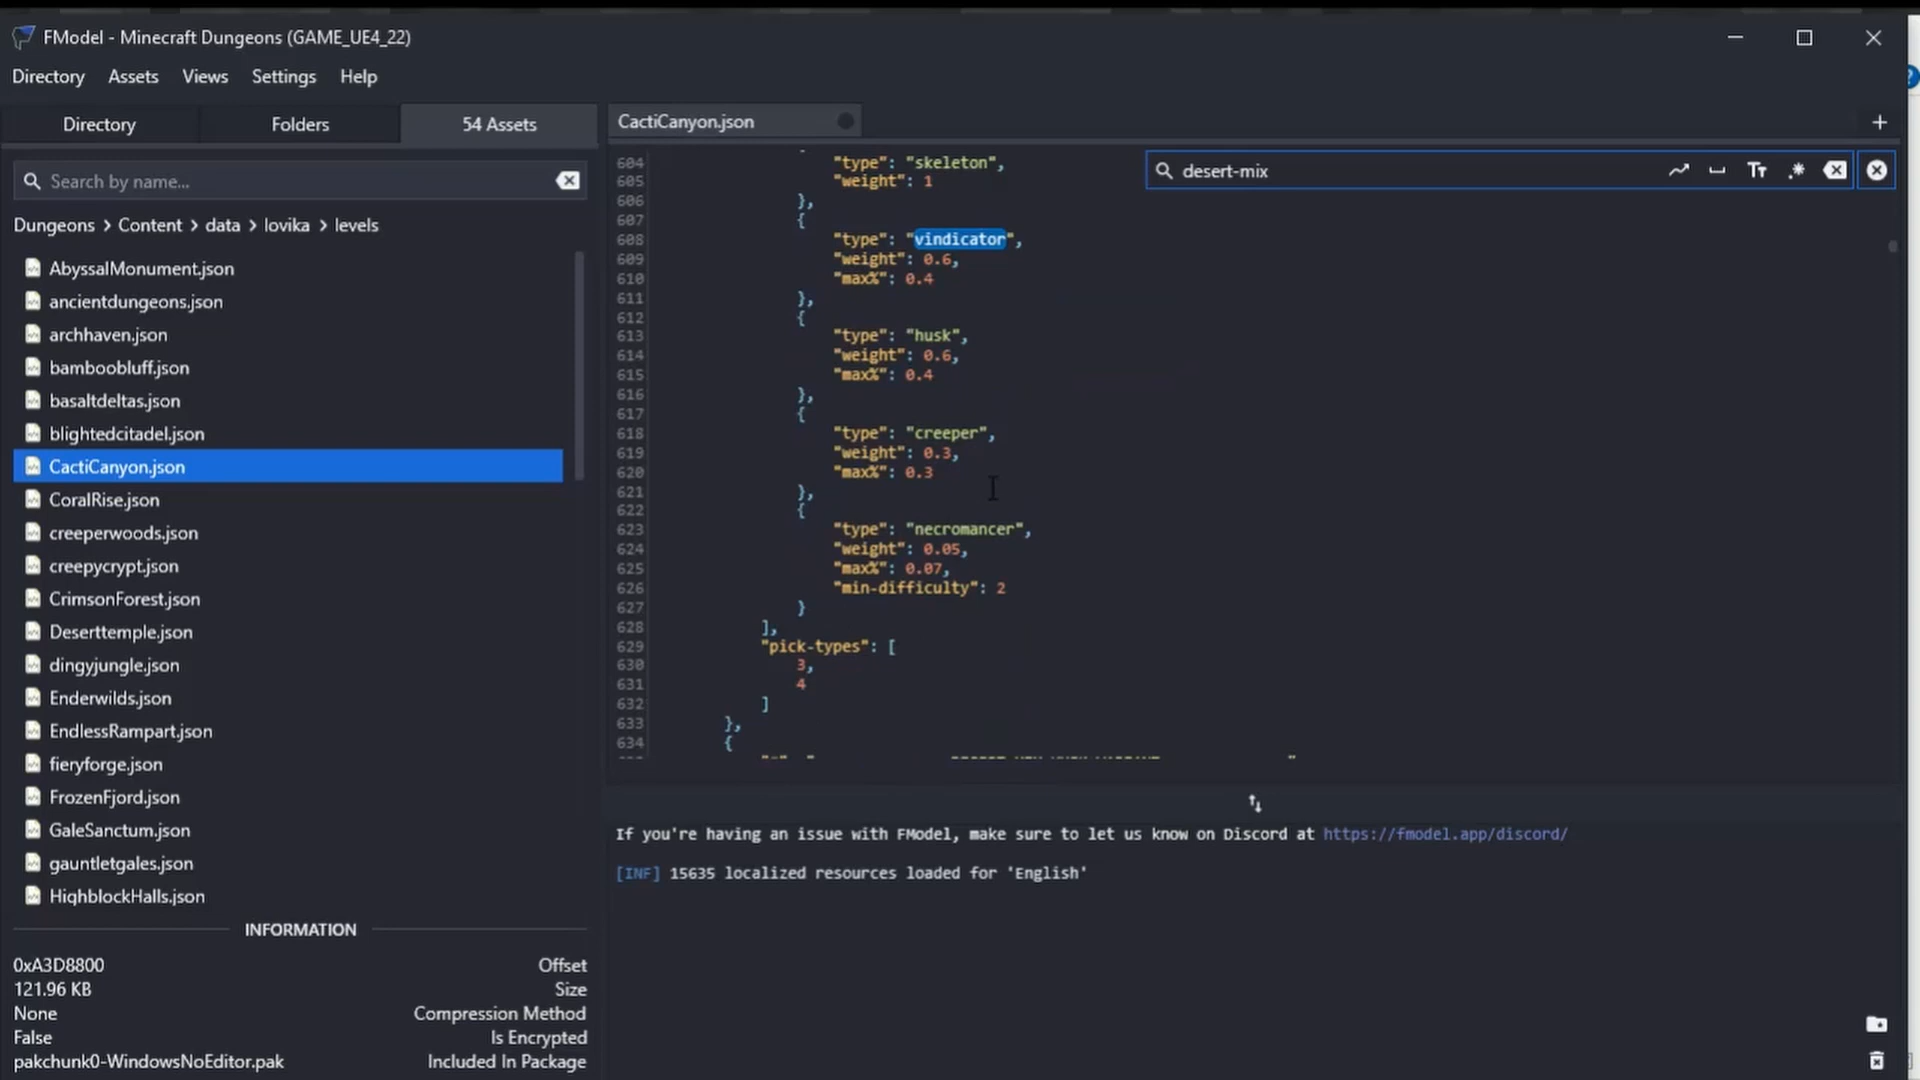 FModel - Minecraft Dungeons (GAME_UE4_22)
Directory Assets Views Settings Help
Directory Folders 54 Assets
Search by name...
Dungeons > Content > data > lovika > levels
AbyssalMonument.json
ancientdungeons.json
archhaven.json
bamboobluff.json
basaltdeltas.json
blightedcitadel.json
CactiCanyon.json
CoralRise.json
creeperwoods.json
creepycrypt.json
CrimsonForest.json
Deserttemple.json
dingyjungle.json
Enderwilds.json
EndlessRampart.json
fieryforge.json
FrozenFjord.json
GaleSanctum.json
gauntletgales.json
HighblockHalls.json
INFORMATION
0xA3D8800 Offset
121.96 KB Size
None Compression Method
False Is Encrypted
pakchunk0-WindowsNoEditor.pak Included In Package
CactiCanyon.json
desert-mix
604 "type": "skeleton",
605 "weight": 1
606 },
607 {
608 "type": "vindicator",
609 "weight": 0.6,
610 "max%": 0.4
611 },
612 {
613 "type": "husk",
614 "weight": 0.6,
615 "max%": 0.4
616 },
617 {
618 "type": "creeper",
619 "weight": 0.3,
620 "max%": 0.3
621 },
622 {
623 "type": "necromancer",
624 "weight": 0.05,
625 "max%": 0.07,
626 "min-difficulty": 2
627 }
628 ],
629 "pick-types": [
630 3,
631 4
632 ]
633 },
634 {
If you're having an issue with FModel, make sure to let us know on Discord at https://fmodel.app/discord/
[INF] 15635 localized resources loaded for 'English'